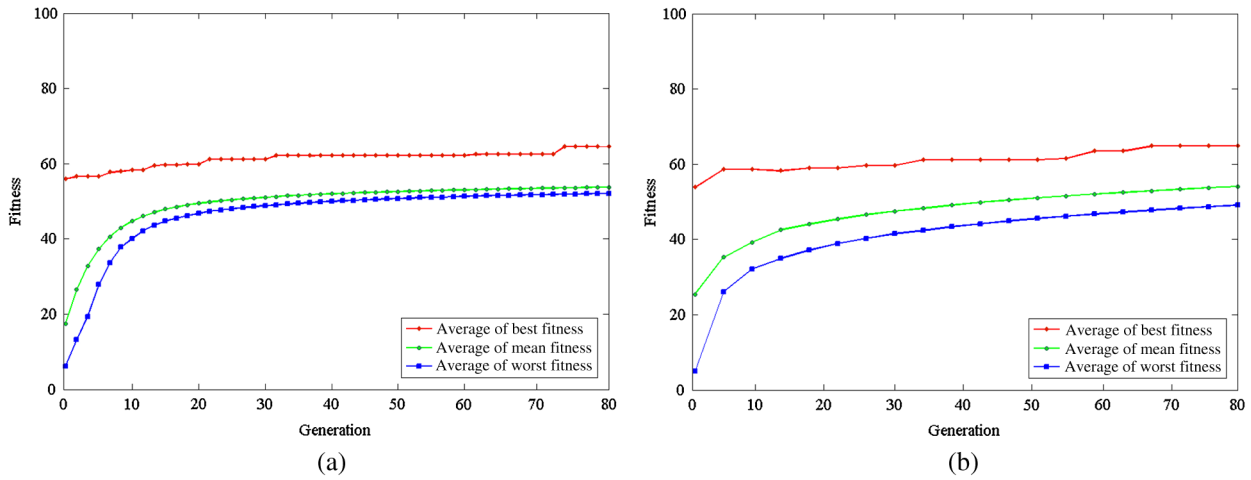 100
80
60
40
20
0
Fitness
0 10 20 30 40 50 60 70 80
Generation
Average of best fitness
Average of mean fitness
Average of worst fitness
(a)
100
80
60
40
20
0
Fitness
0 10 20 30 40 50 60 70 80
Generation
Average of best fitness
Average of mean fitness
Average of worst fitness
(b)